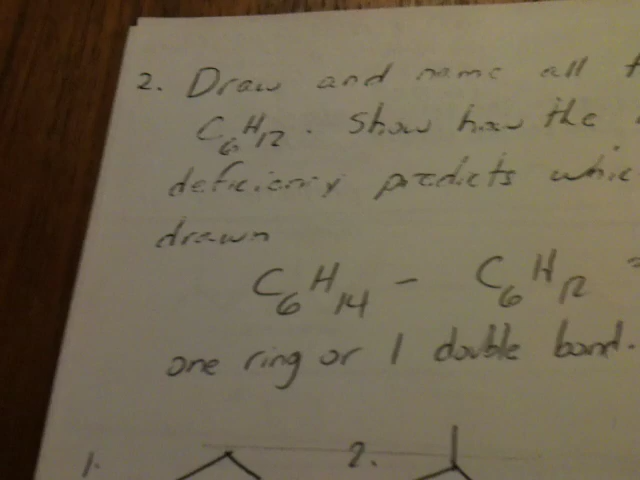 2. Draw and name all
C6H12. Show how the
deficiency predicts
drawn
C6H14 - C6H12
one ring or 1 double bond.
1. 2.